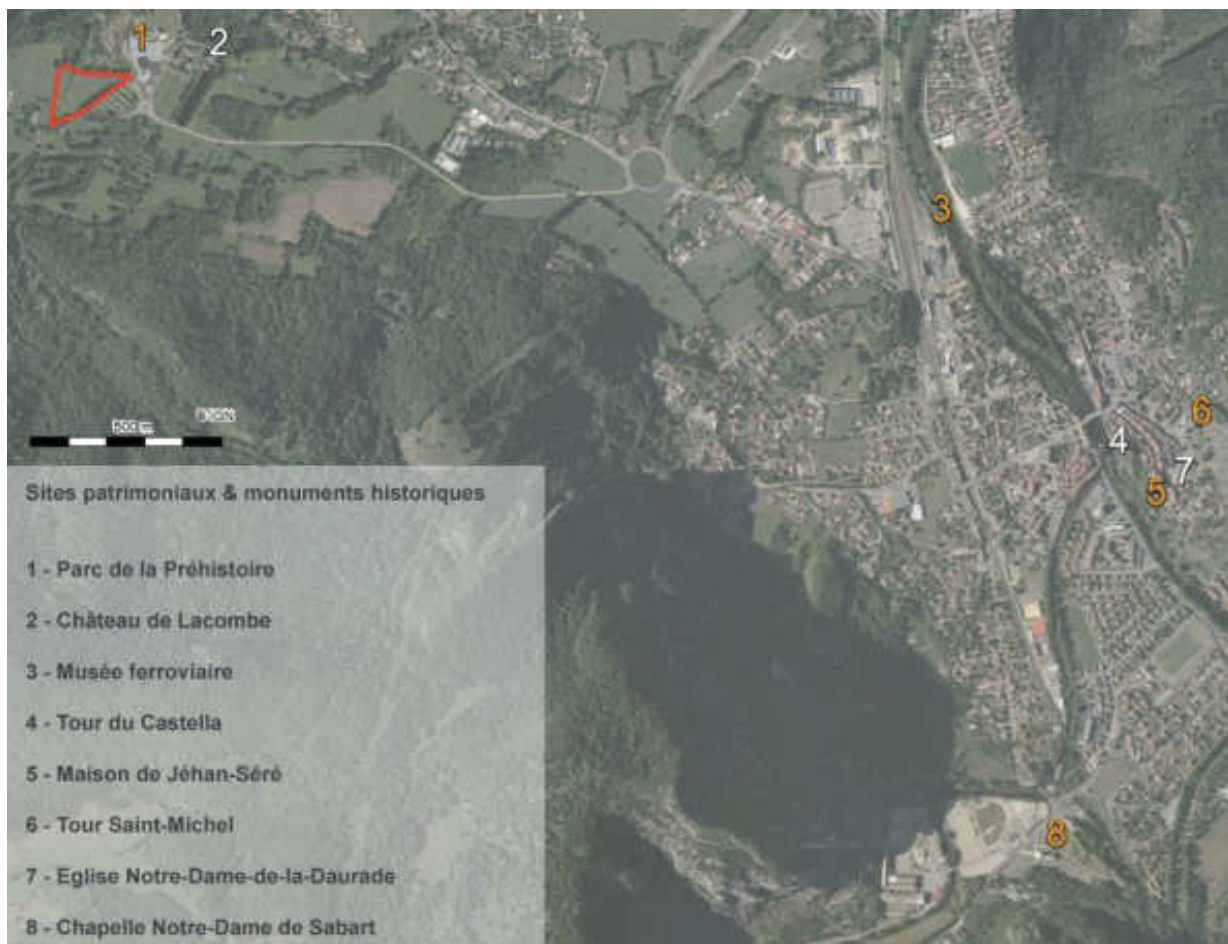 1
2
3
6
4
7
5
500 m
8
Sites patrimoniaux & monuments historiques
1 - Parc de la Préhistoire
2 - Château de Lacombe
3 - Musée ferroviaire
4 - Tour du Castella
5 - Maison de Jéhan-Séré
6 - Tour Saint-Michel
7 - Eglise Notre-Dame-de-la-Daurade
8 - Chapelle Notre-Dame de Sabart